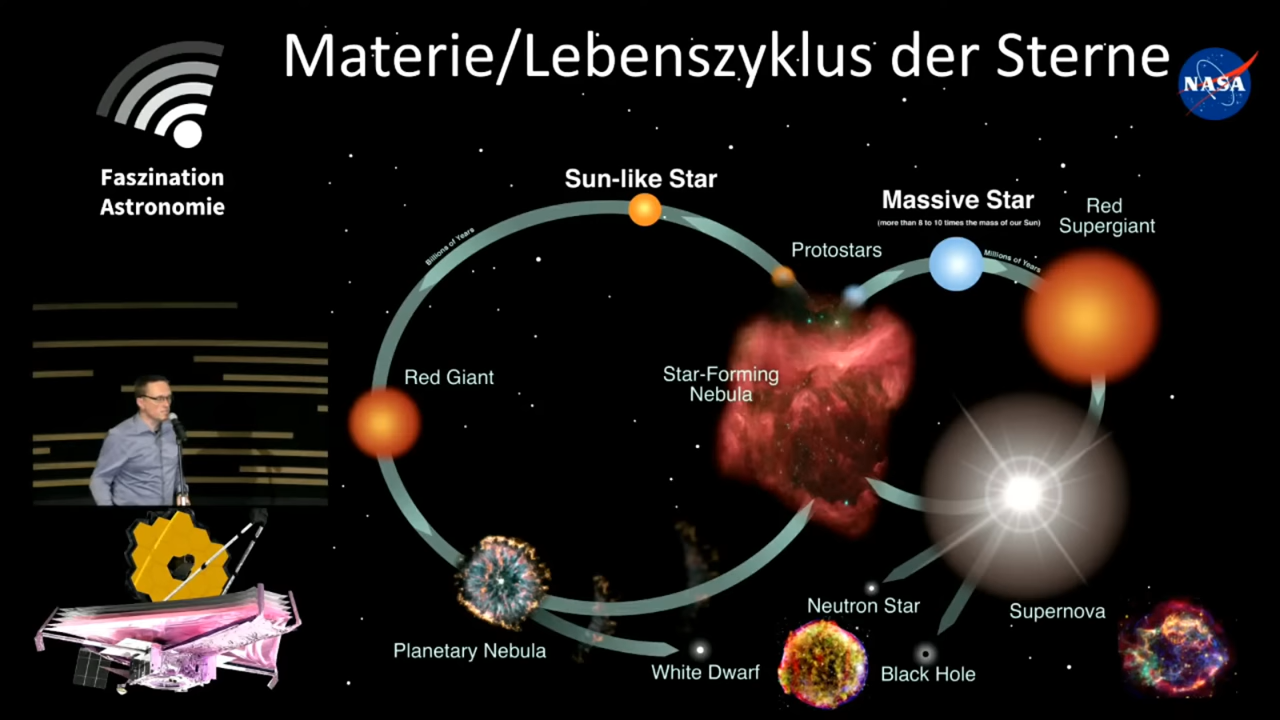 Materie/Lebenszyklus der Sterne
NASA
Faszination
Astronomie
Sun-like Star
Massive Star
(more than 8 to 10 times the mass of our Sun)
Red
Supergiant
Protostars
Billions of Years
Millions of Years
Red Giant
Star-Forming
Nebula
Neutron Star
Supernova
Planetary Nebula
White Dwarf
Black Hole